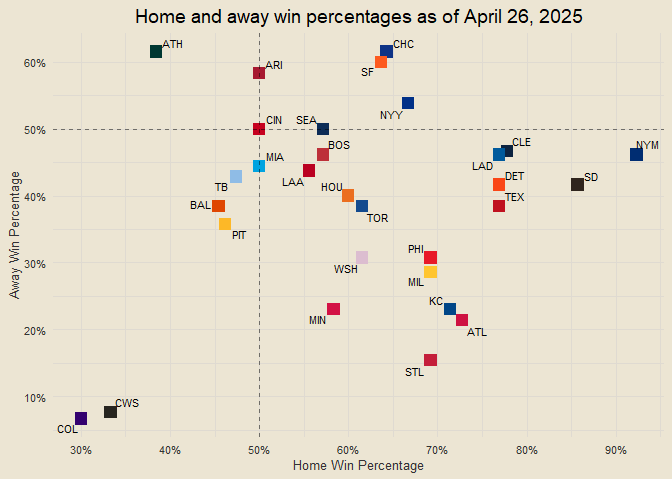 Home and away win percentages as of April 26, 2025
ATH
CHC
ARI
SF
60%
NYY
CIN
SEA
50%
BOS
CLE
NYM
MIA
LAD
TB
LAA
HOU
DET
SD
40%
BAL
TOR
TEX
PIT
Away Win Percentage
PHI
30%
WSH
MIL
KC
MIN
ATL
20%
STL
10%
CWS
COL
30%
40%
50%
60%
70%
80%
90%
Home Win Percentage